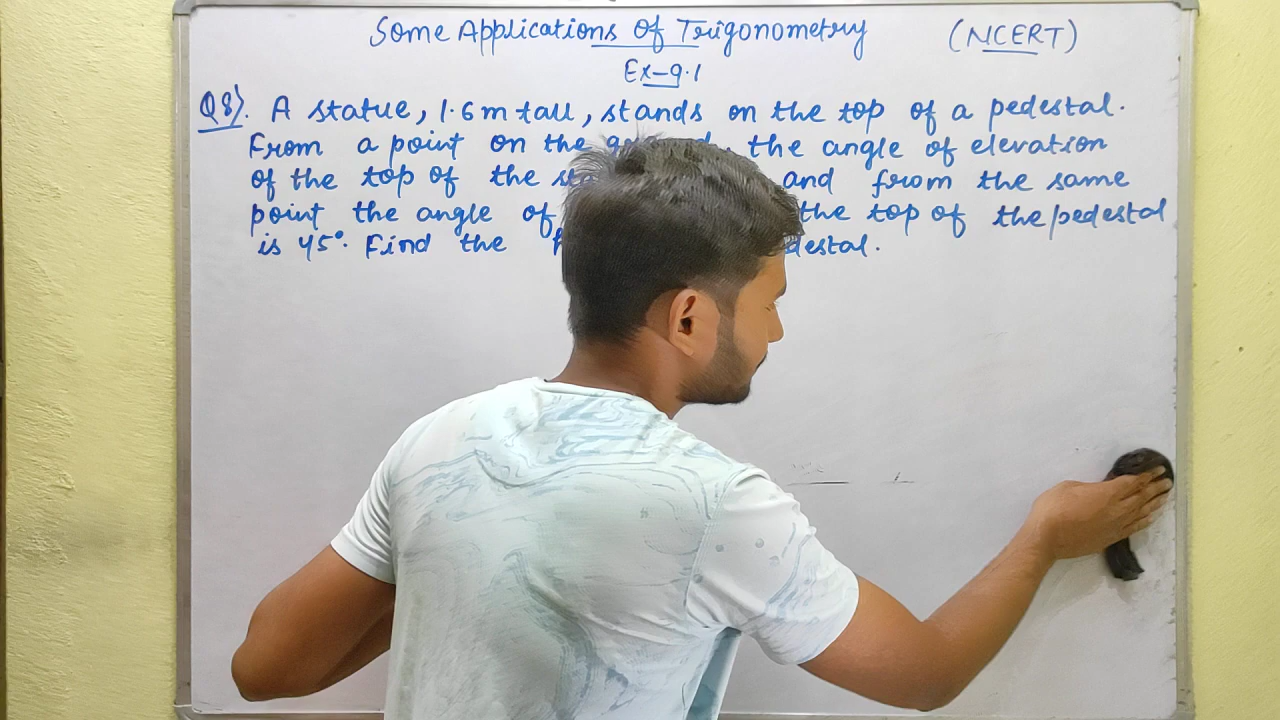 Some Applications Of Trigonometry (NCERT)
Ex-9.1
Q8). A statue, 1.6 m tall, stands on the top of a pedestal.
From a point on the the angle of elevation
of the top of the and from the same
point the angle of the top of the pedestal
is 45°. Find the